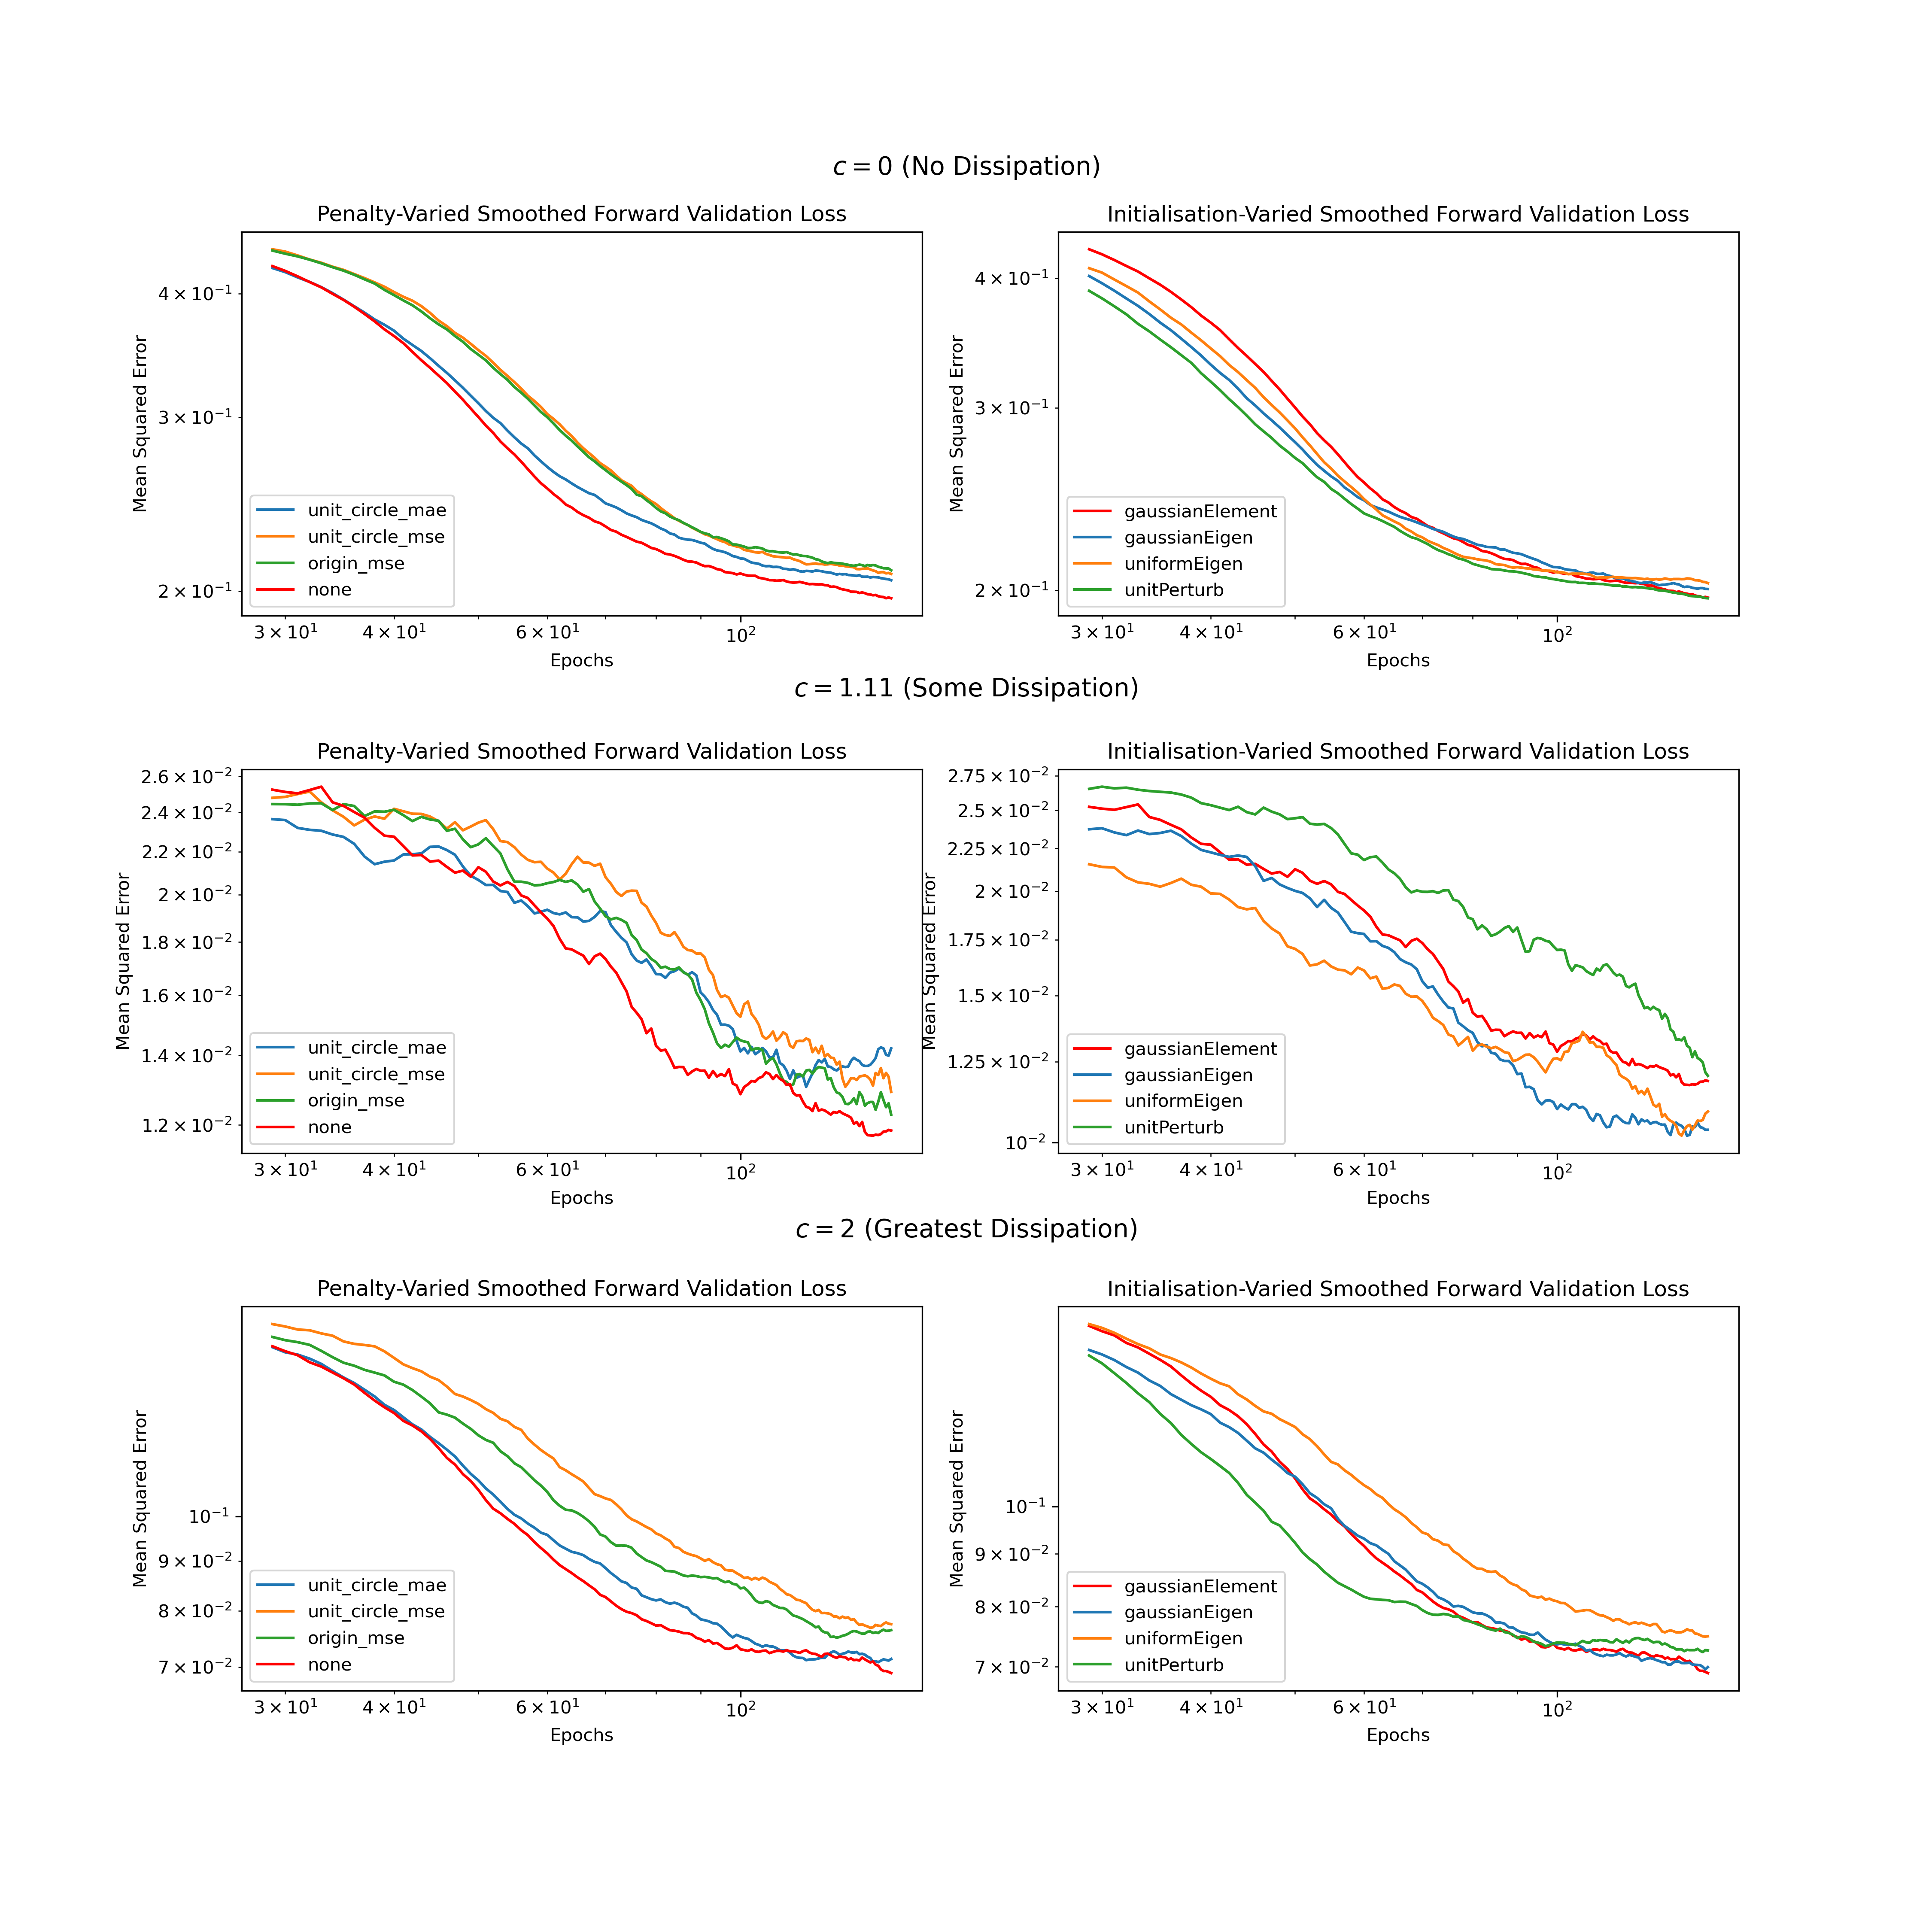 c = 0 (No Dissipation)
Penalty-Varied Smoothed Forward Validation Loss
Mean Squared Error
4 × 10⁻¹
3 × 10⁻¹
2 × 10⁻¹
unit_circle_mae
unit_circle_mse
origin_mse
none
3 × 10¹ 4 × 10¹ 6 × 10¹ 10²
Epochs
Initialisation-Varied Smoothed Forward Validation Loss
Mean Squared Error
4 × 10⁻¹
3 × 10⁻¹
2 × 10⁻¹
gaussianElement
gaussianEigen
uniformEigen
unitPerturb
3 × 10¹ 4 × 10¹ 6 × 10¹ 10²
Epochs
c = 1.11 (Some Dissipation)
Penalty-Varied Smoothed Forward Validation Loss
Mean Squared Error
2.6 × 10⁻²
2.4 × 10⁻²
2.2 × 10⁻²
2 × 10⁻²
1.8 × 10⁻²
1.6 × 10⁻²
1.4 × 10⁻²
1.2 × 10⁻²
unit_circle_mae
unit_circle_mse
origin_mse
none
3 × 10¹ 4 × 10¹ 6 × 10¹ 10²
Epochs
Initialisation-Varied Smoothed Forward Validation Loss
Mean Squared Error
2.75 × 10⁻²
2.5 × 10⁻²
2.25 × 10⁻²
2 × 10⁻²
1.75 × 10⁻²
1.5 × 10⁻²
1.25 × 10⁻²
10⁻²
gaussianElement
gaussianEigen
uniformEigen
unitPerturb
3 × 10¹ 4 × 10¹ 6 × 10¹ 10²
Epochs
c = 2 (Greatest Dissipation)
Penalty-Varied Smoothed Forward Validation Loss
Mean Squared Error
10⁻¹
9 × 10⁻²
8 × 10⁻²
7 × 10⁻²
unit_circle_mae
unit_circle_mse
origin_mse
none
3 × 10¹ 4 × 10¹ 6 × 10¹ 10²
Epochs
Initialisation-Varied Smoothed Forward Validation Loss
Mean Squared Error
10⁻¹
9 × 10⁻²
8 × 10⁻²
7 × 10⁻²
gaussianElement
gaussianEigen
uniformEigen
unitPerturb
3 × 10¹ 4 × 10¹ 6 × 10¹ 10²
Epochs